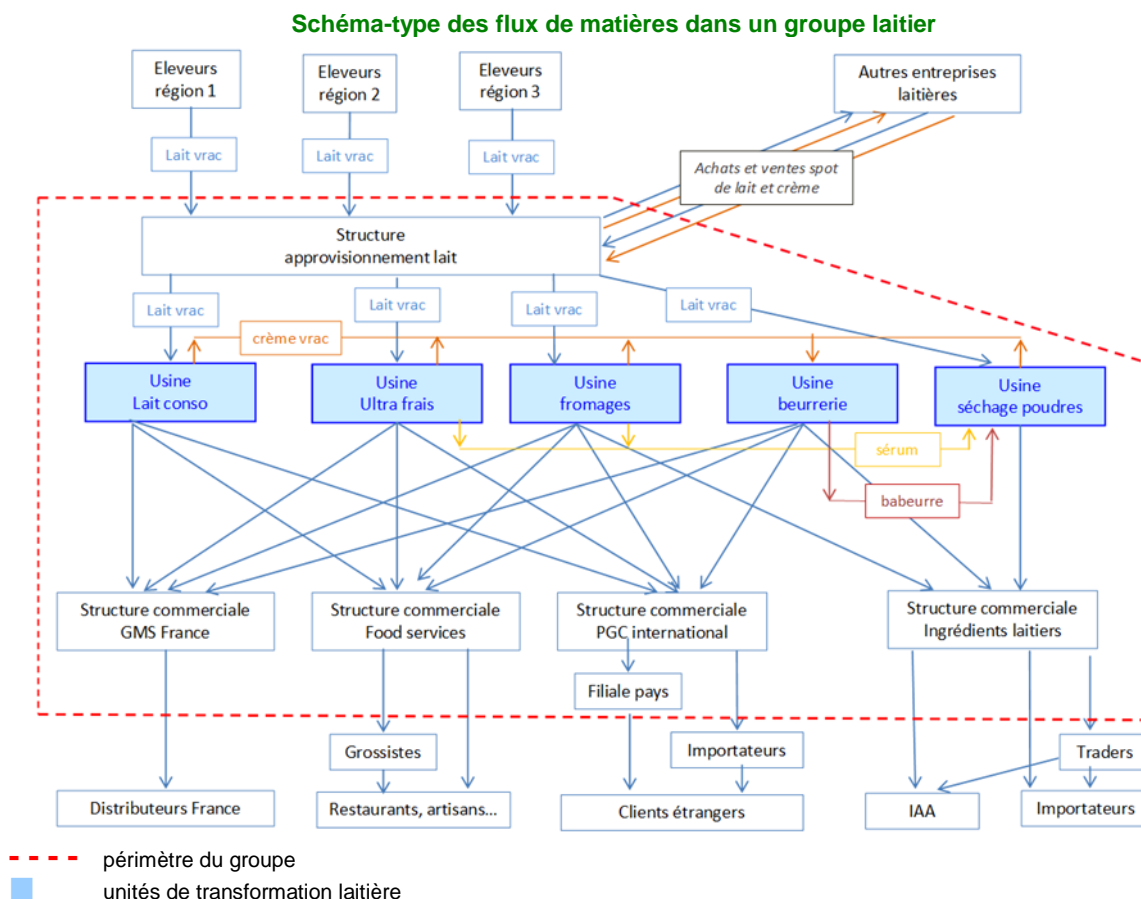 Schéma-type des flux de matières dans un groupe laitier
Eleveurs
région 1
Eleveurs
région 2
Eleveurs
région 3
Autres entreprises
laitières
Lait vrac
Lait vrac
Lait vrac
Achats et ventes spot
de lait et crème
Structure
approvisionnement lait
Lait vrac
Lait vrac
Lait vrac
Lait vrac
crème vrac
Usine
Lait conso
Usine
Ultra frais
Usine
fromages
Usine
beurrerie
Usine
séchage poudres
sérum
babeurre
Structure commerciale
GMS France
Structure commerciale
Food services
Structure commerciale
PGC international
Structure commerciale
Ingrédients laitiers
Filiale pays
Grossistes
Importateurs
Traders
Distributeurs France
Restaurants, artisans...
Clients étrangers
IAA
Importateurs
périmètre du groupe
unités de transformation laitière